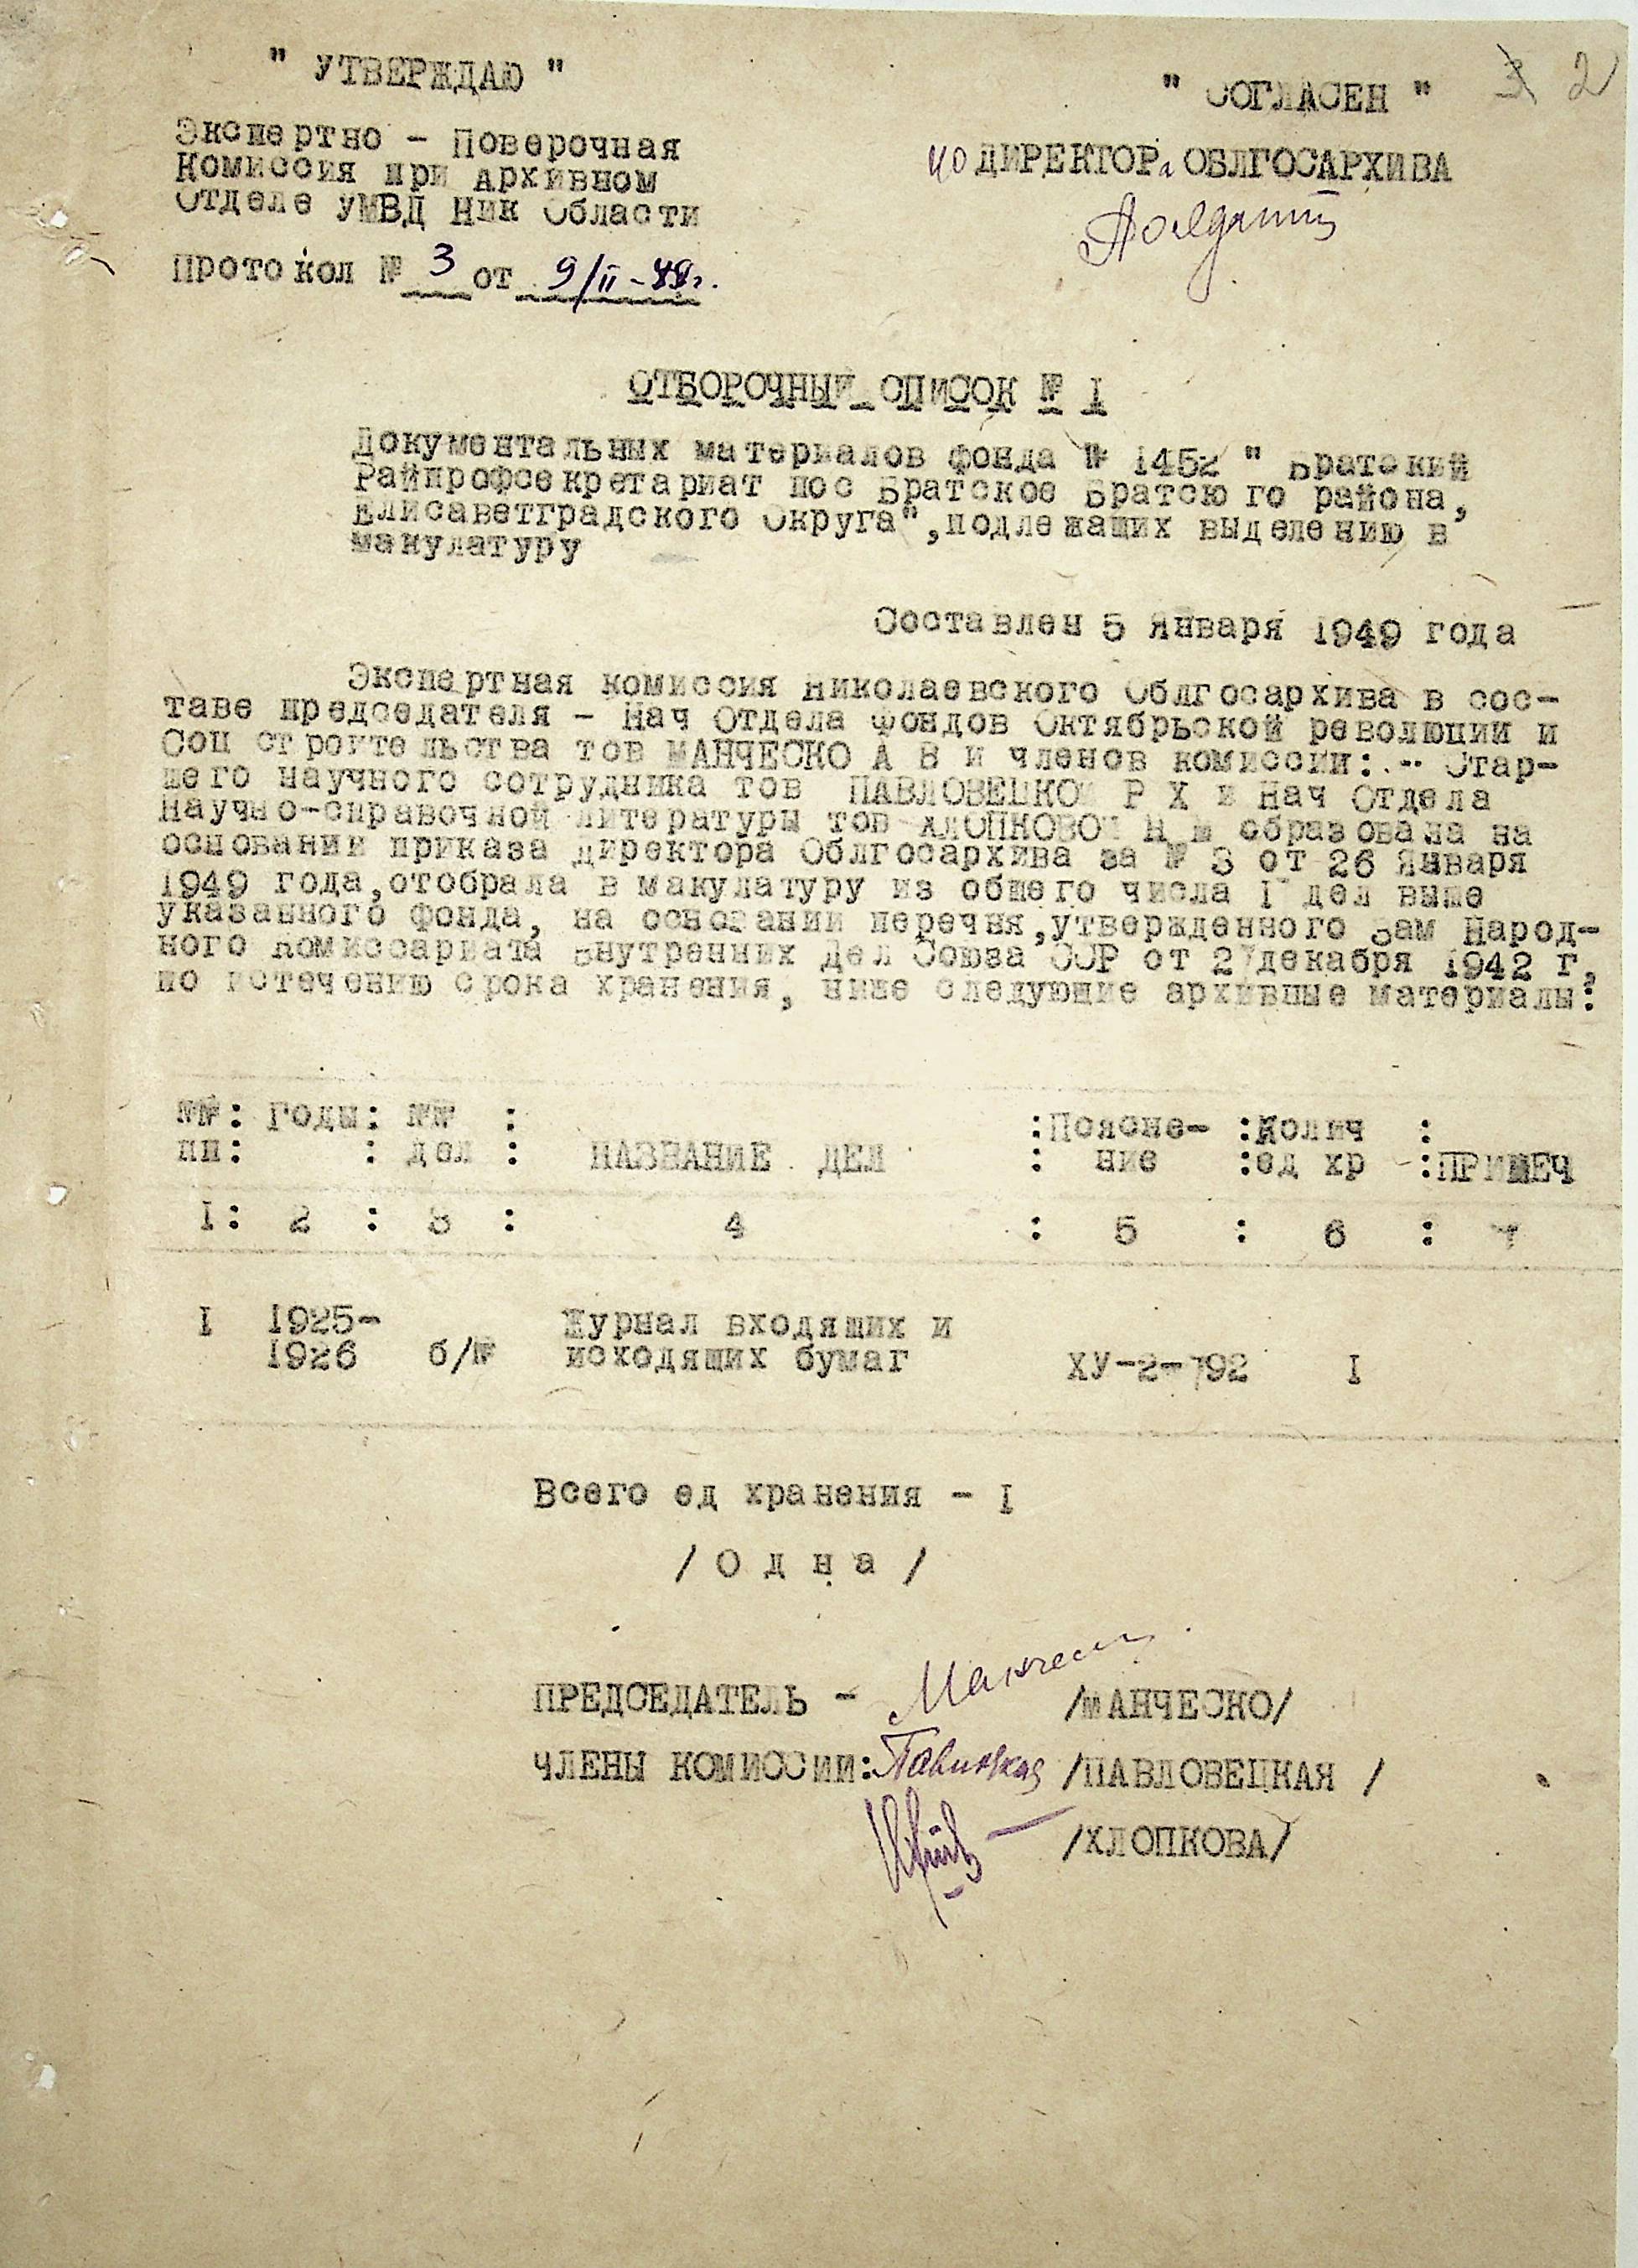 " УТВЕРЖДАЮ "
Экспертно - Поверочная
Комиссия при Архивном
Отделе УМВД Ник Области
Протокол № 3 от 9/II-49г.
2
" СОГЛАСЕН "
ио ДИРЕКТОРа ОБЛГОСАРХИВА
ОТБОРОЧНЫЙ СПИСОК № I
Документальных материалов фонда № 1452 " Братский
Райпрофсекретариат пос Братское Братского района,
Елисаветградского Округа",подлежащих выделению в
макулатуру
Составлен 5 Января 1949 года
Экспертная комиссия Николаевского Облгосархива в сос-
таве председателя - Нач Отдела Фондов Октябрьской революции и
Соц строительства тов МАНЧЕСКО А В и членов комиссии: - Стар-
шего научного сотрудника тов ПАВЛОВЕЦКОЙ Р Х и Нач Отдела
Научно-справочной литературы тов ХЛОПКОВОЙ Н образована на
основании приказа директора Облгосархива за № 3 от 26 Января
1949 года,отобрала в макулатуру из общего числа I дел выше
указанного фонда, на основании перечня,утвержденного Зам Народ-
ного Комиссариата Внутренних Дел Союза ССР от 27декабря 1942 г,
по истечению срока хранения, ниже следующие архивные материалы:
№№: Годы: №№ : :Поясне- :Колич :
пп: : дел : НАЗВАНИЕ ДЕЛ : ние :ед хр :ПРИМЕЧ
I: 2 : 3 : 4 : 5 : 6 : 7
I 1925- Журнал входящих и
1926 б/№ исходящих бумаг ХУ-2-792 I
Всего ед хранения - I
/ О д н а /
ПРЕДСЕДАТЕЛЬ - /МАНЧЕСКО/
ЧЛЕНЫ КОМИССИИ: /ПАВЛОВЕЦКАЯ /
/ХЛОПКОВА/